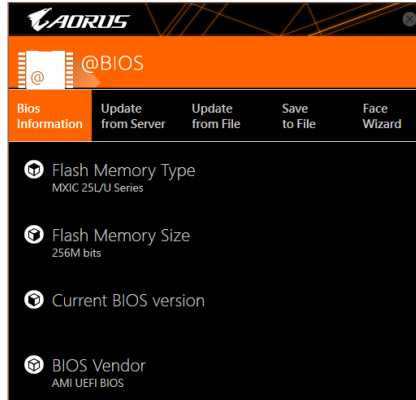 AORUS
@BIOS
@
Bios Information
Update from Server
Update from File
Save to File
Face Wizard
Flash Memory Type
MXIC 25L/U Series
Flash Memory Size
256M bits
Current BIOS version
BIOS Vendor
AMI UEFI BIOS